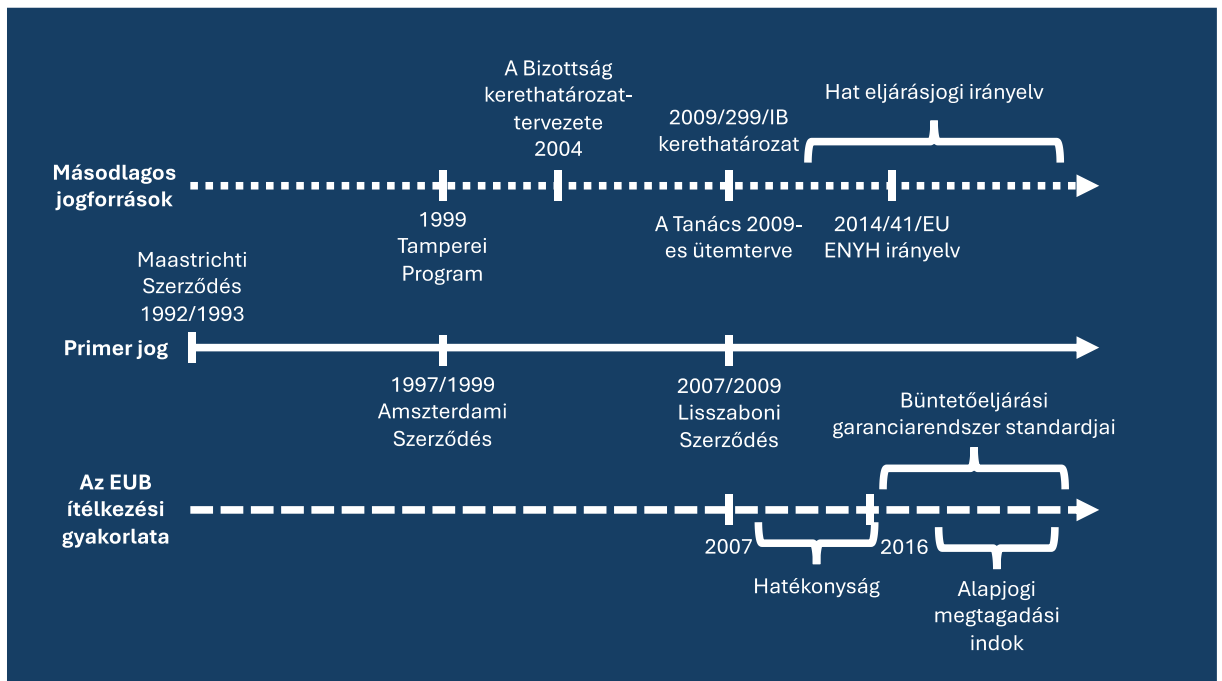 A Bizottság
kerethatározat-
tervezete
2004
2009/299/IB
kerethatározat
Hat eljárásjogi irányelv
Másodlagos
jogforrások
1999
Tamperei
Program
A Tanács 2009-
es ütemterve
2014/41/EU
ENYH irányelv
Maastrichti
Szerződés
1992/1993
Primer jog
1997/1999
Amszterdami
Szerződés
2007/2009
Lisszaboni
Szerződés
Büntetőeljárási
garanciarendszer standardjai
Az EUB
ítélkezési
gyakorlata
2007
2016
Hatékonyság
Alapjogi
megtagadási
indok